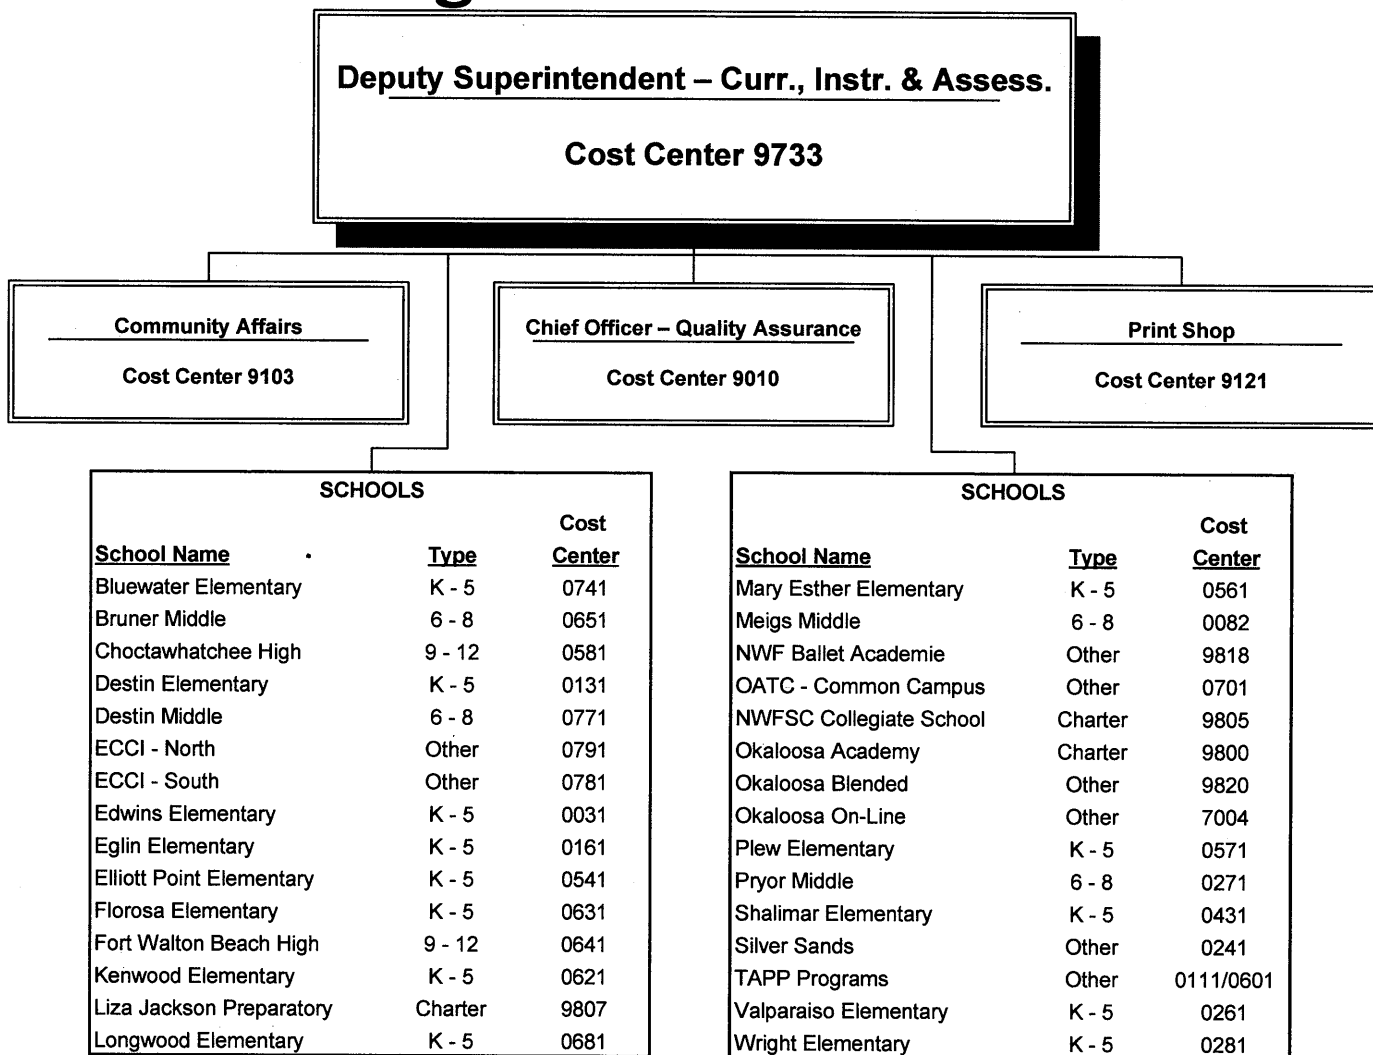 Deputy Superintendent – Curr., Instr. & Assess.
Cost Center 9733
Community Affairs
Cost Center 9103
Chief Officer – Quality Assurance
Cost Center 9010
Print Shop
Cost Center 9121
SCHOOLS
Cost
School Name Type Center
Bluewater Elementary K - 5 0741
Bruner Middle 6 - 8 0651
Choctawhatchee High 9 - 12 0581
Destin Elementary K - 5 0131
Destin Middle 6 - 8 0771
ECCI - North Other 0791
ECCI - South Other 0781
Edwins Elementary K - 5 0031
Eglin Elementary K - 5 0161
Elliott Point Elementary K - 5 0541
Florosa Elementary K - 5 0631
Fort Walton Beach High 9 - 12 0641
Kenwood Elementary K - 5 0621
Liza Jackson Preparatory Charter 9807
Longwood Elementary K - 5 0681
SCHOOLS
Cost
School Name Type Center
Mary Esther Elementary K - 5 0561
Meigs Middle 6 - 8 0082
NWF Ballet Academie Other 9818
OATC - Common Campus Other 0701
NWFSC Collegiate School Charter 9805
Okaloosa Academy Charter 9800
Okaloosa Blended Other 9820
Okaloosa On-Line Other 7004
Plew Elementary K - 5 0571
Pryor Middle 6 - 8 0271
Shalimar Elementary K - 5 0431
Silver Sands Other 0241
TAPP Programs Other 0111/0601
Valparaiso Elementary K - 5 0261
Wright Elementary K - 5 0281